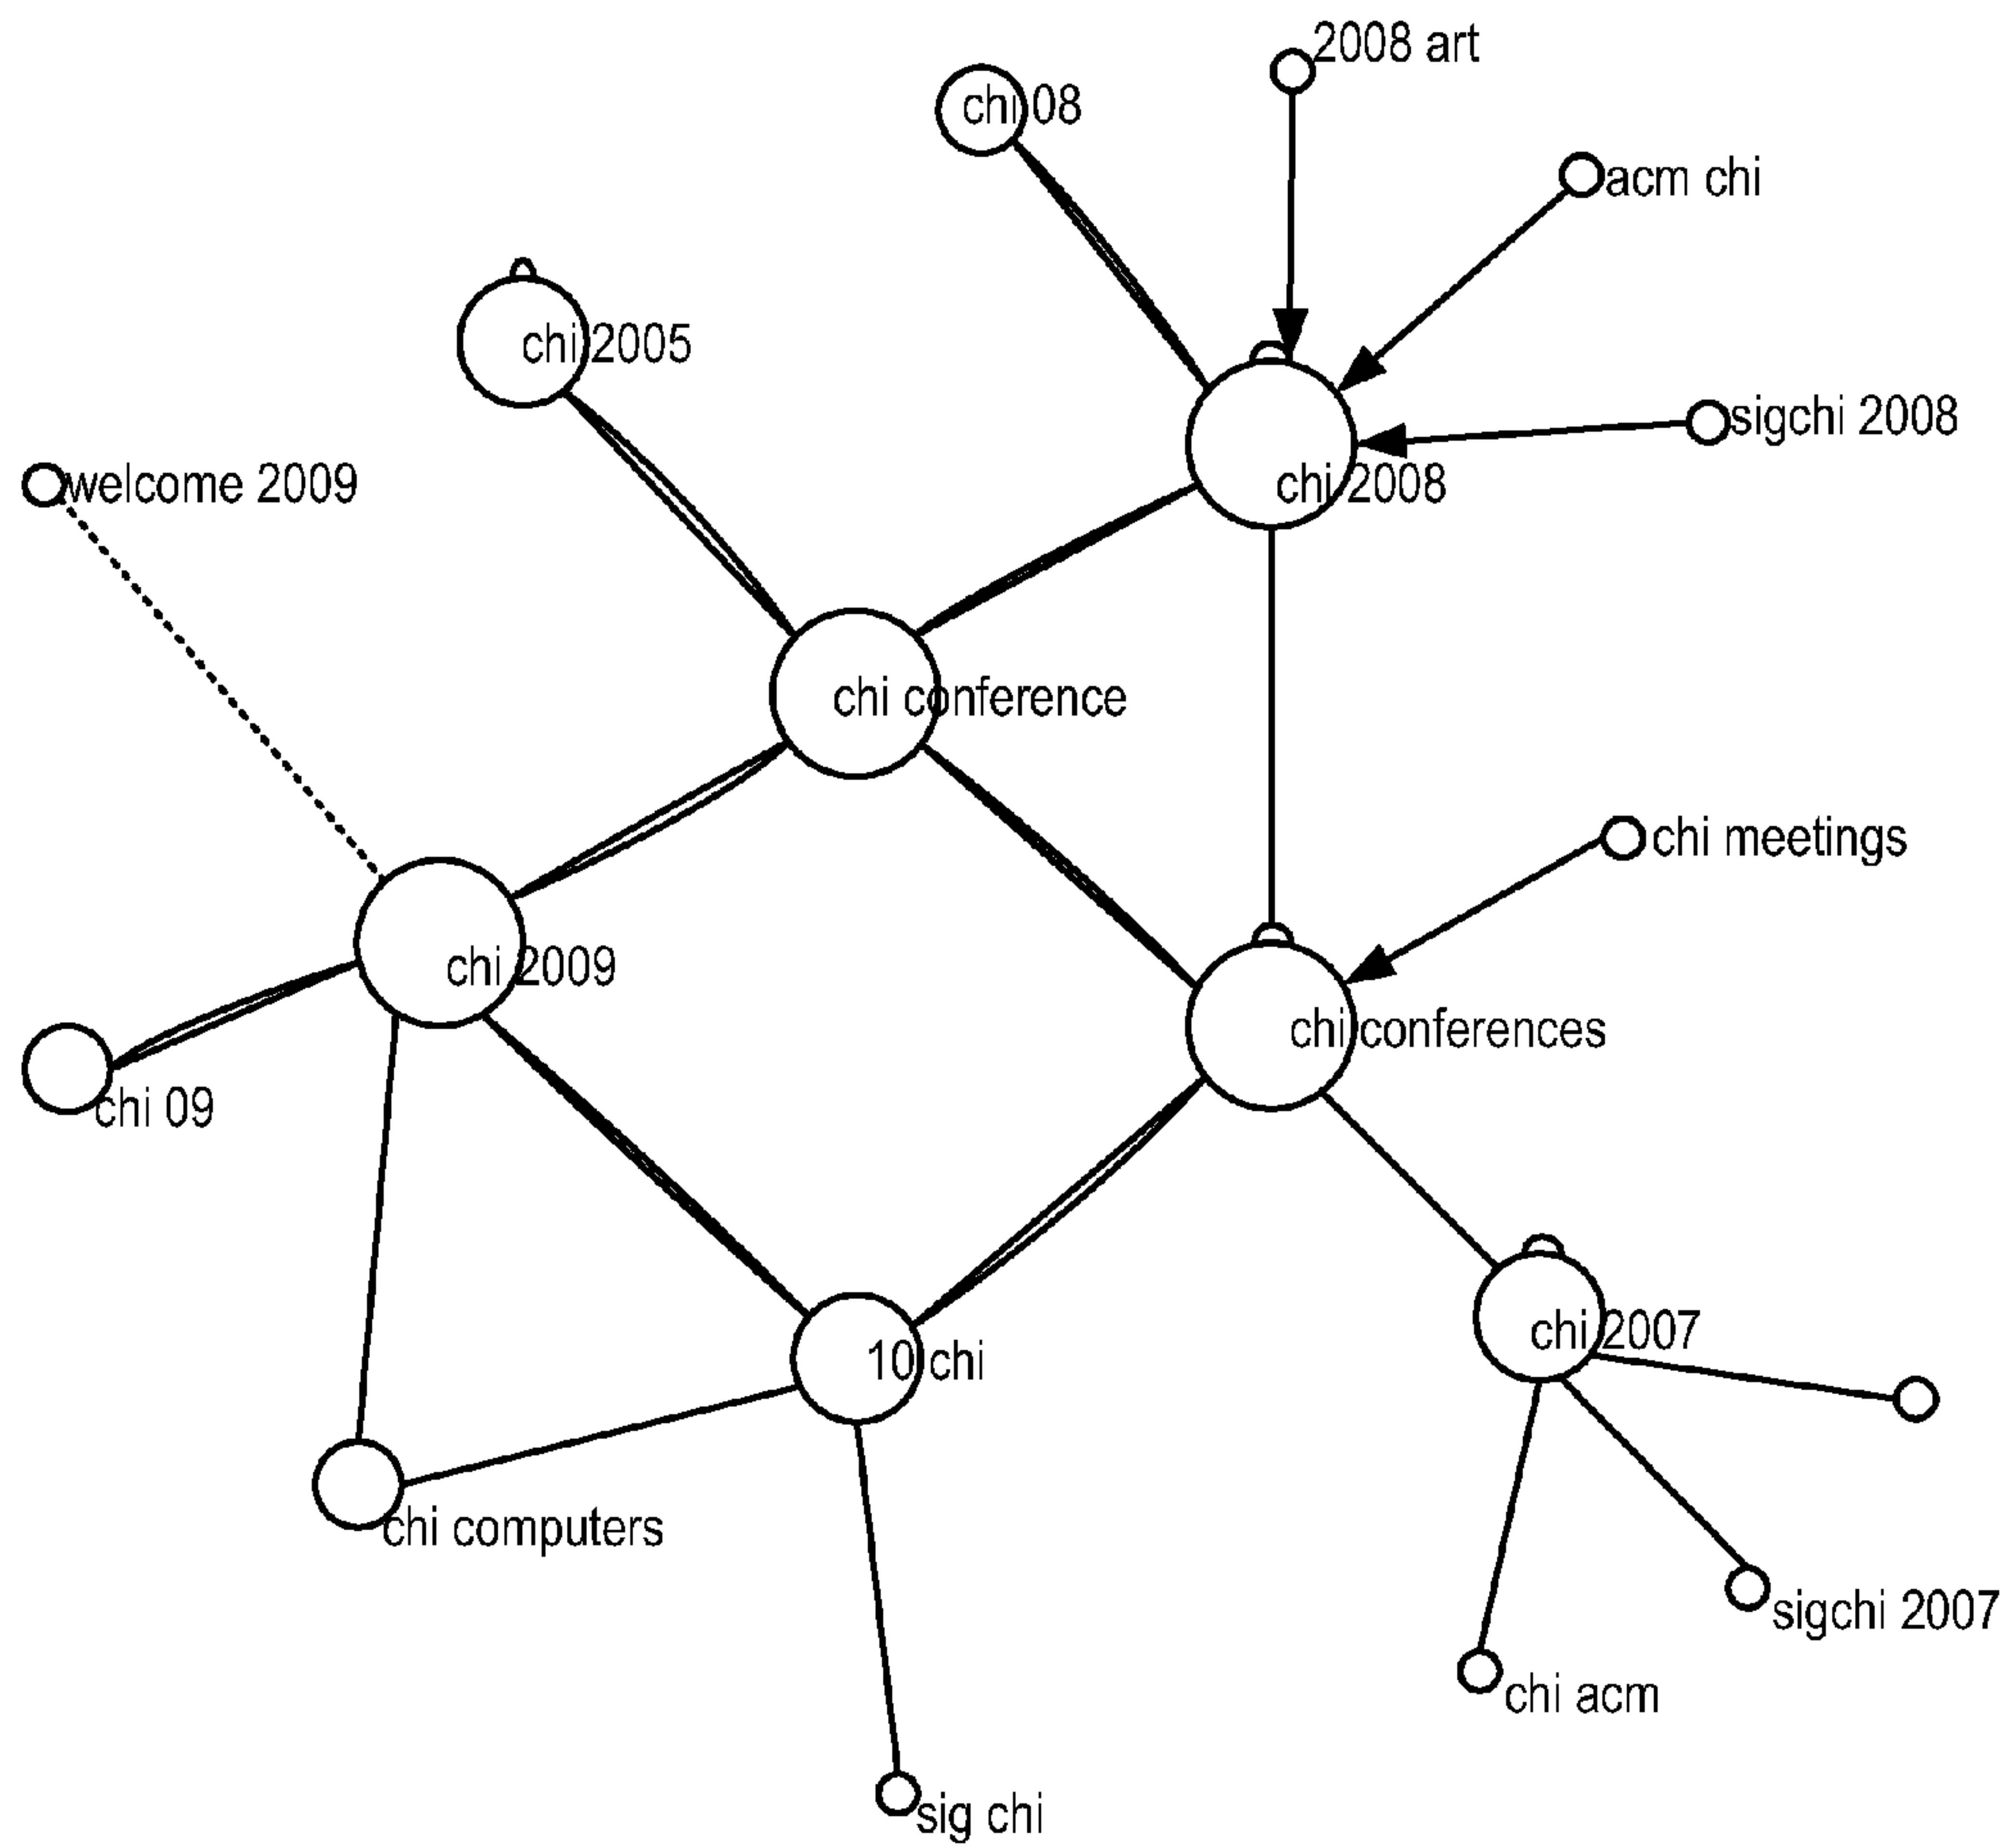 2008 art
chi 08
acm chi
chi 2005
sigchi 2008
welcome 2009
chi 2008
chi conference
chi meetings
chi 2009
chi conferences
chi 09
chi 2007
10 chi
chi computers
sigchi 2007
chi acm
sig chi